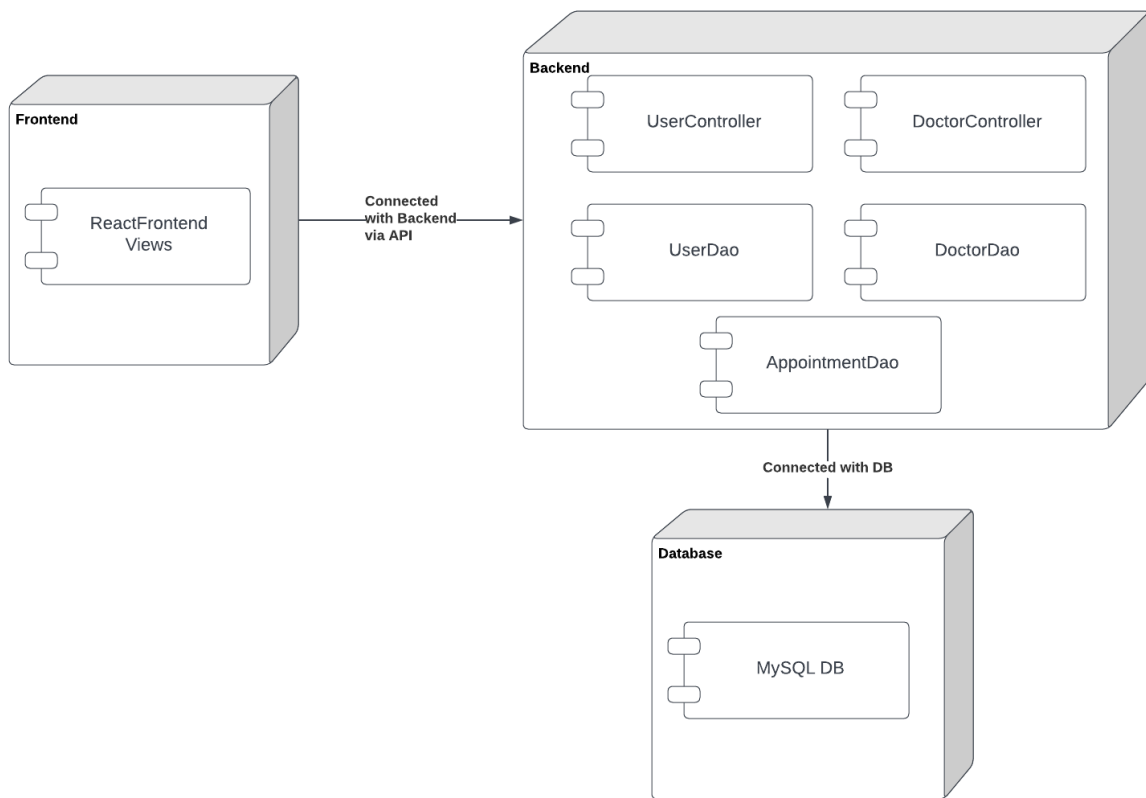 Frontend
ReactFrontend
Views
Connected
with Backend
via API
Backend
UserController
DoctorController
UserDao
DoctorDao
AppointmentDao
Connected with DB
Database
MySQL DB